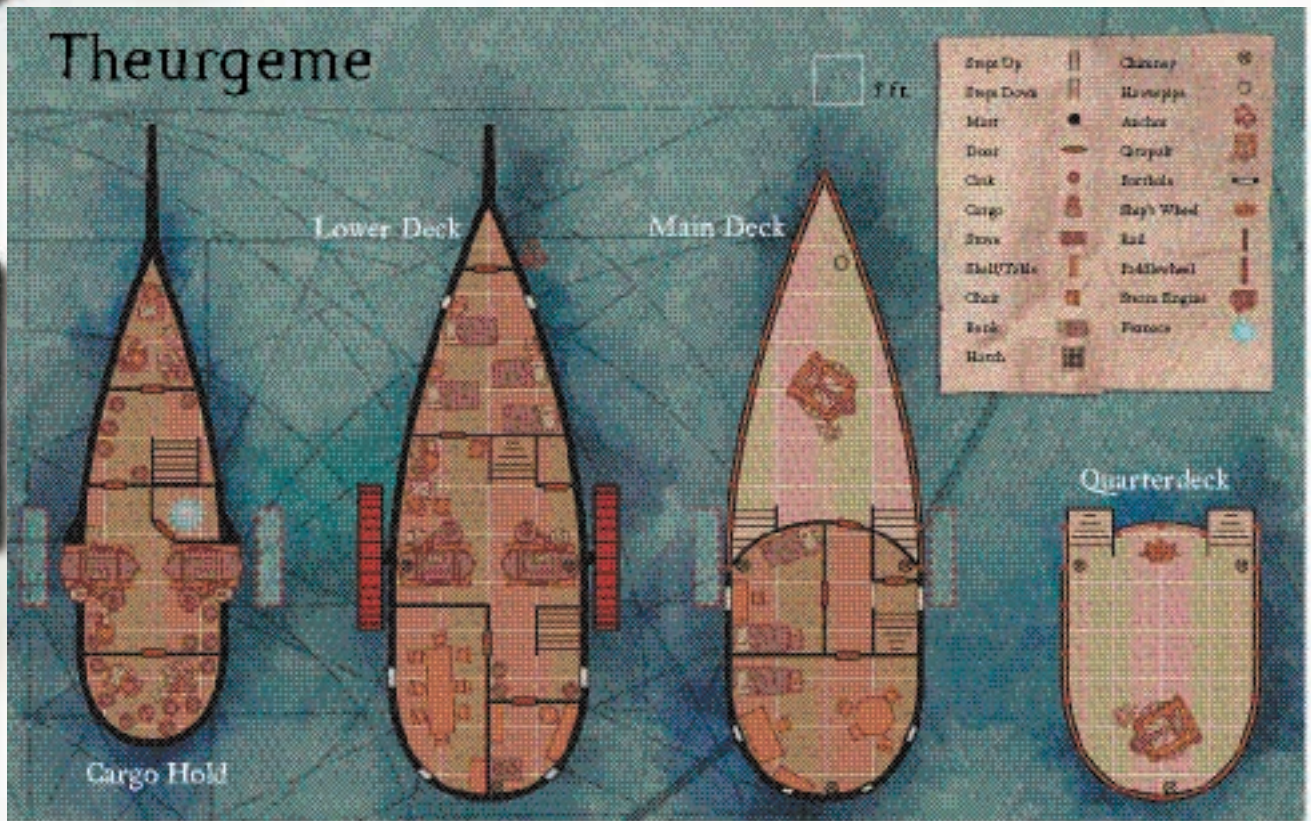 Theurgeme
5 ft.
Steps Up
Steps Down
Mast
Door
Cask
Cargo
Stove
Shelf/Table
Chair
Bunk
Hatch
Chimney
Hawsepipe
Anchor
Catapult
Porthole
Ship's Wheel
Rail
Paddlewheel
Steam Engine
Furnace
Lower Deck
Main Deck
Quarterdeck
Cargo Hold